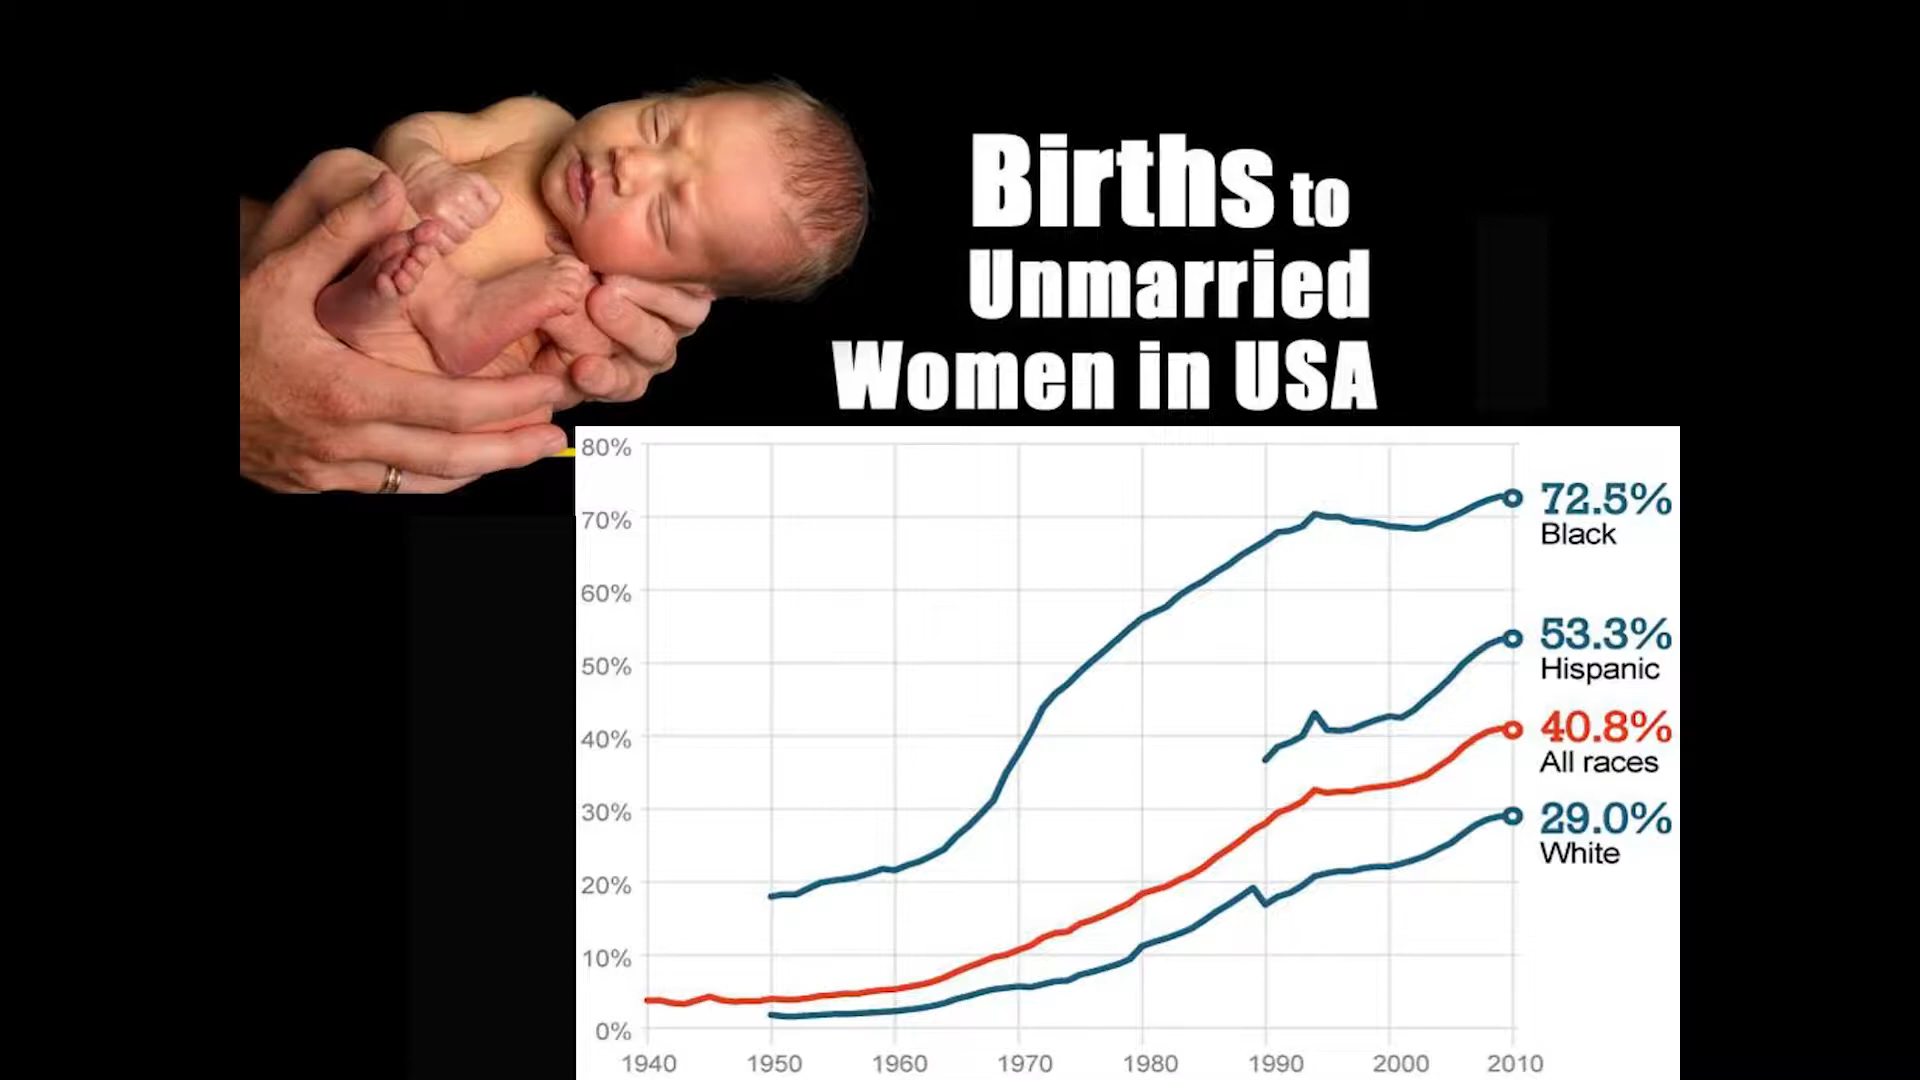 Births to
Unmarried
Women in USA
80%
70%
60%
50%
40%
30%
20%
10%
0%
1940 1950 1960 1970 1980 1990 2000 2010
72.5%
Black
53.3%
Hispanic
40.8%
All races
29.0%
White